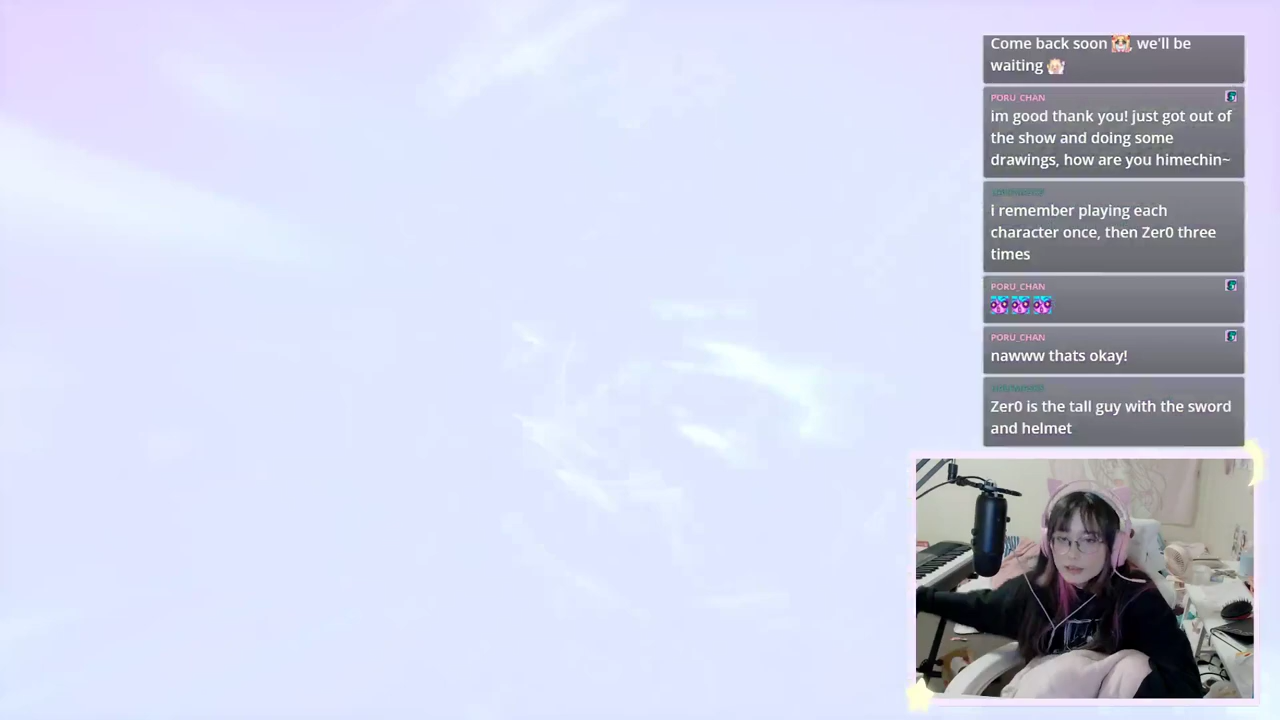 Come back soon we'll be
waiting
PORU_CHAN
im good thank you! just got out of
the show and doing some
drawings, how are you himechin~
i remember playing each
character once, then Zer0 three
times
PORU_CHAN
PORU_CHAN
nawww thats okay!
Zer0 is the tall guy with the sword
and helmet